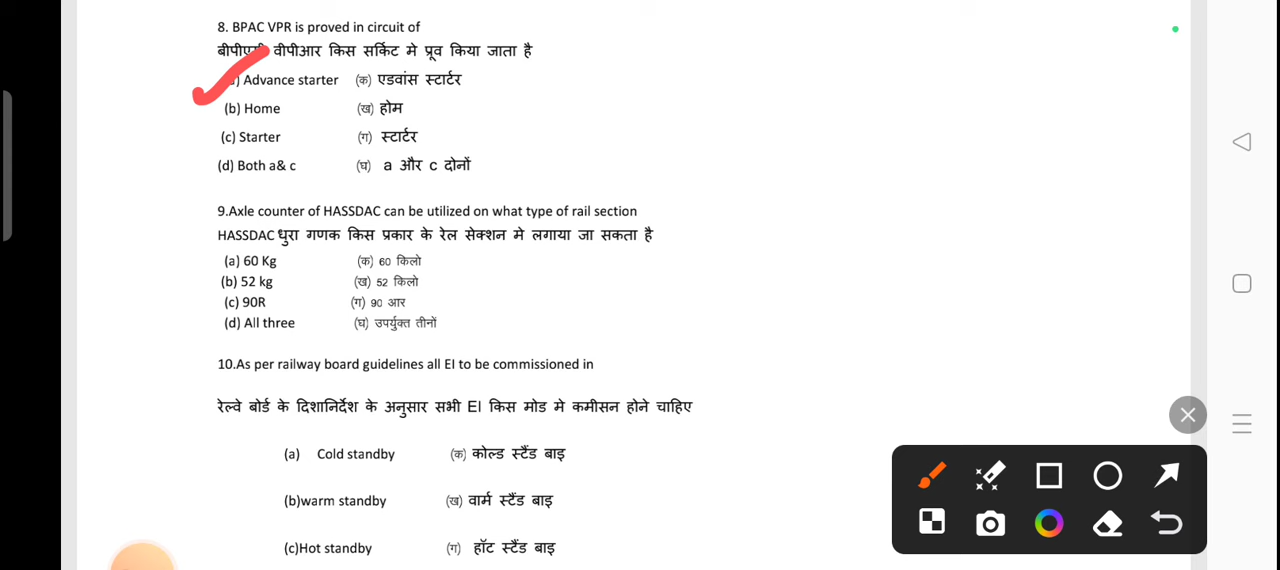 8. BPAC VPR is proved in circuit of
वीपीआर किस सर्किट मे प्रूव किया जाता है
Advance starter (क) एडवांस स्टार्टर
(b) Home (ख) होम
(c) Starter (ग) स्टार्टर
(d) Both a& c (घ) a और c दोनों
9.Axle counter of HASSDAC can be utilized on what type of rail section
HASSDAC धुरा गणक किस प्रकार के रेल सेक्शन मे लगाया जा सकता है
(a) 60 Kg (क) 60 किलो
(b) 52 kg (ख) 52 किलो
(c) 90R (ग) 90 आर
(d) All three (घ) उपर्युक्त तीनों
10.As per railway board guidelines all EI to be commissioned in
रेल्वे बोर्ड के दिशानिर्देश के अनुसार सभी EI किस मोड मे कमीसन होने चाहिए
(a) Cold standby (क) कोल्ड स्टैंड बाइ
(b)warm standby (ख) वार्म स्टैंड बाइ
(c)Hot standby (ग) हॉट स्टैंड बाइ